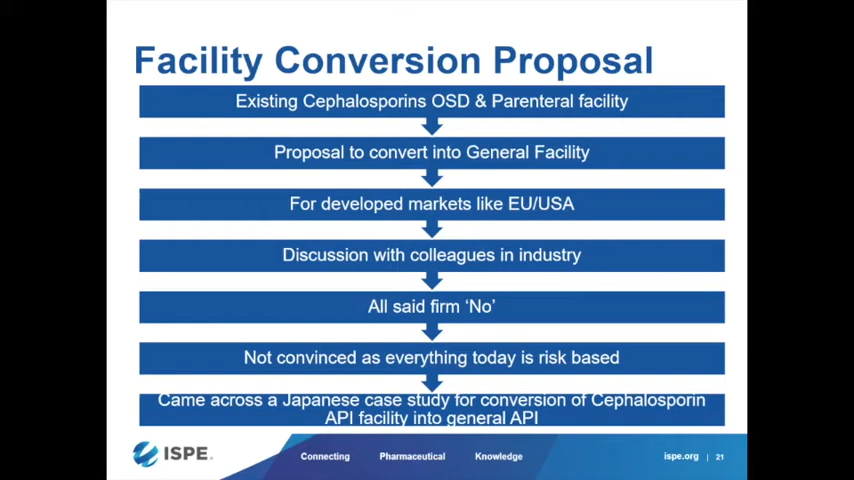 Facility Conversion Proposal
Existing Cephalosporins OSD & Parenteral facility
Proposal to convert into General Facility
For developed markets like EU/USA
Discussion with colleagues in industry
All said firm ‘No’
Not convinced as everything today is risk based
Came across a Japanese case study for conversion of Cephalosporin
API facility into general API
ISPE.
Connecting Pharmaceutical Knowledge
ispe.org | 21